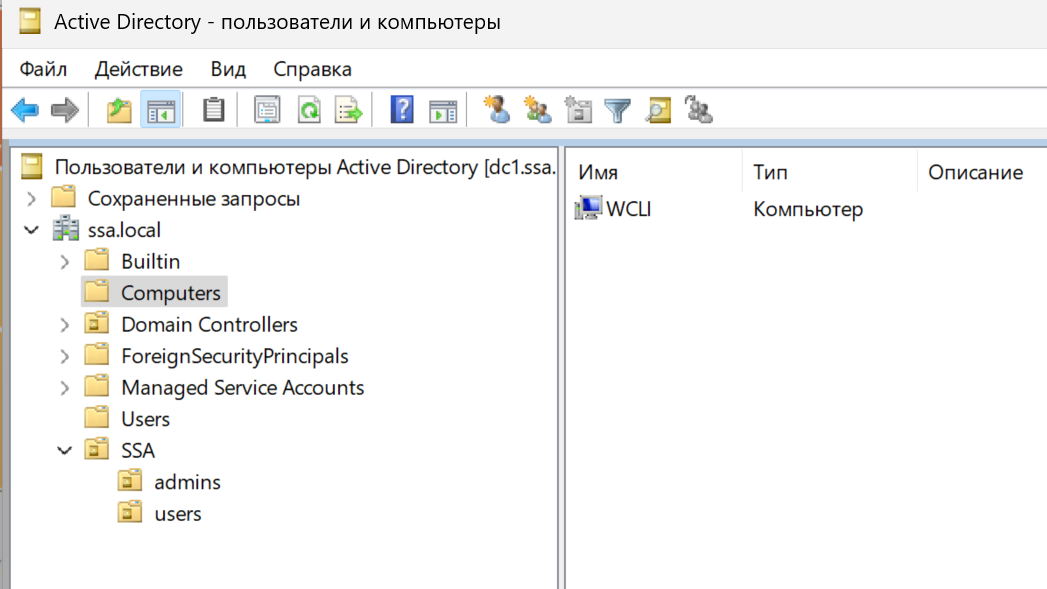 Active Directory - пользователи и компьютеры
Файл Действие Вид Справка
Пользователи и компьютеры Active Directory [dc1.ssa.
Сохраненные запросы
ssa.local
Builtin
Computers
Domain Controllers
ForeignSecurityPrincipals
Managed Service Accounts
Users
SSA
admins
users
Имя Тип Описание
WCLI Компьютер